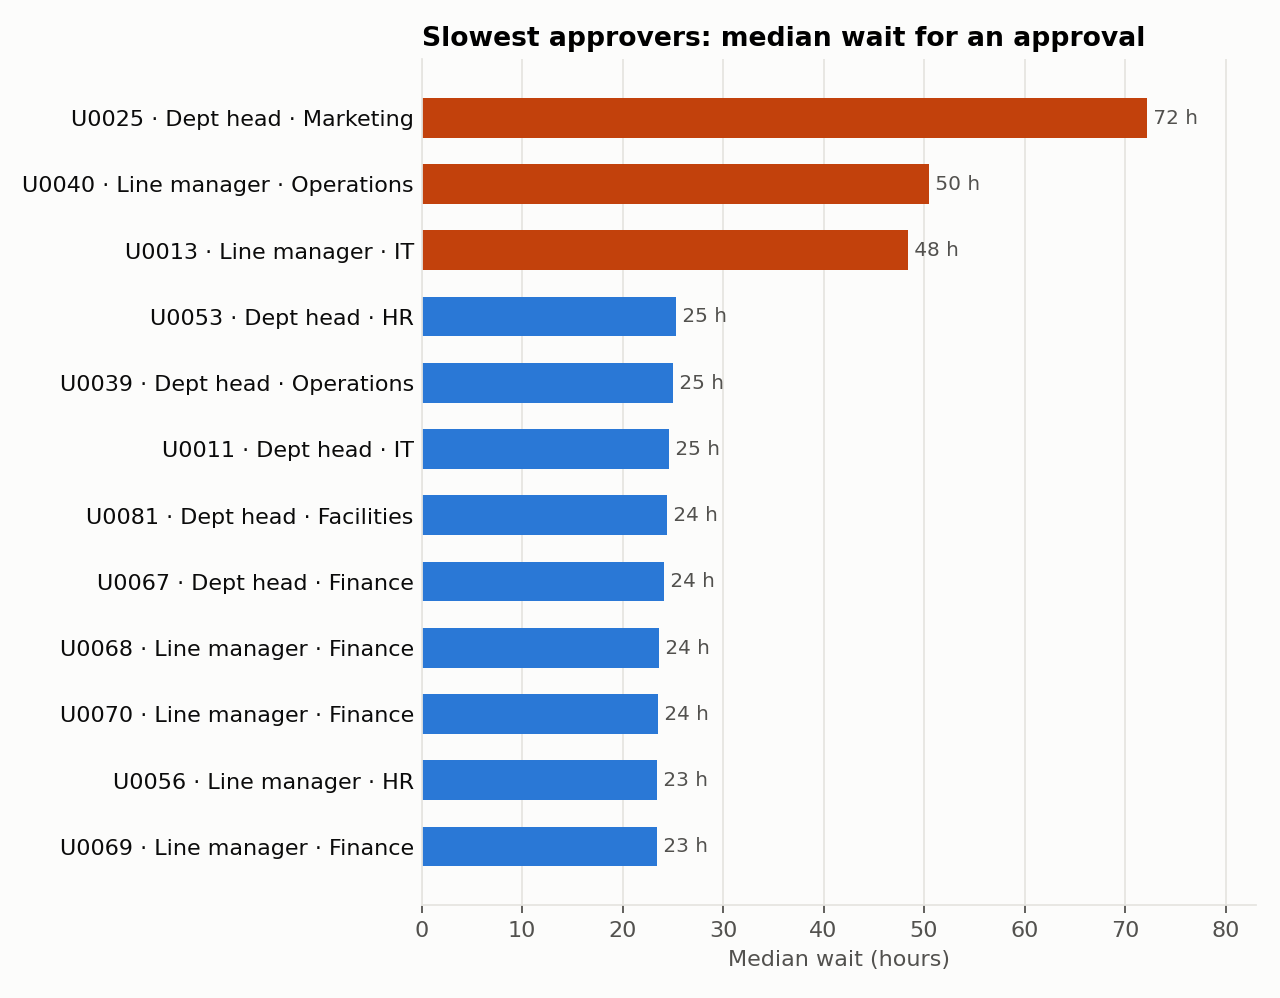 Slowest approvers: median wait for an approval
U0025 · Dept head · Marketing 72 h
U0040 · Line manager · Operations 50 h
U0013 · Line manager · IT 48 h
U0053 · Dept head · HR 25 h
U0039 · Dept head · Operations 25 h
U0011 · Dept head · IT 25 h
U0081 · Dept head · Facilities 24 h
U0067 · Dept head · Finance 24 h
U0068 · Line manager · Finance 24 h
U0070 · Line manager · Finance 24 h
U0056 · Line manager · HR 23 h
U0069 · Line manager · Finance 23 h
0 10 20 30 40 50 60 70 80
Median wait (hours)